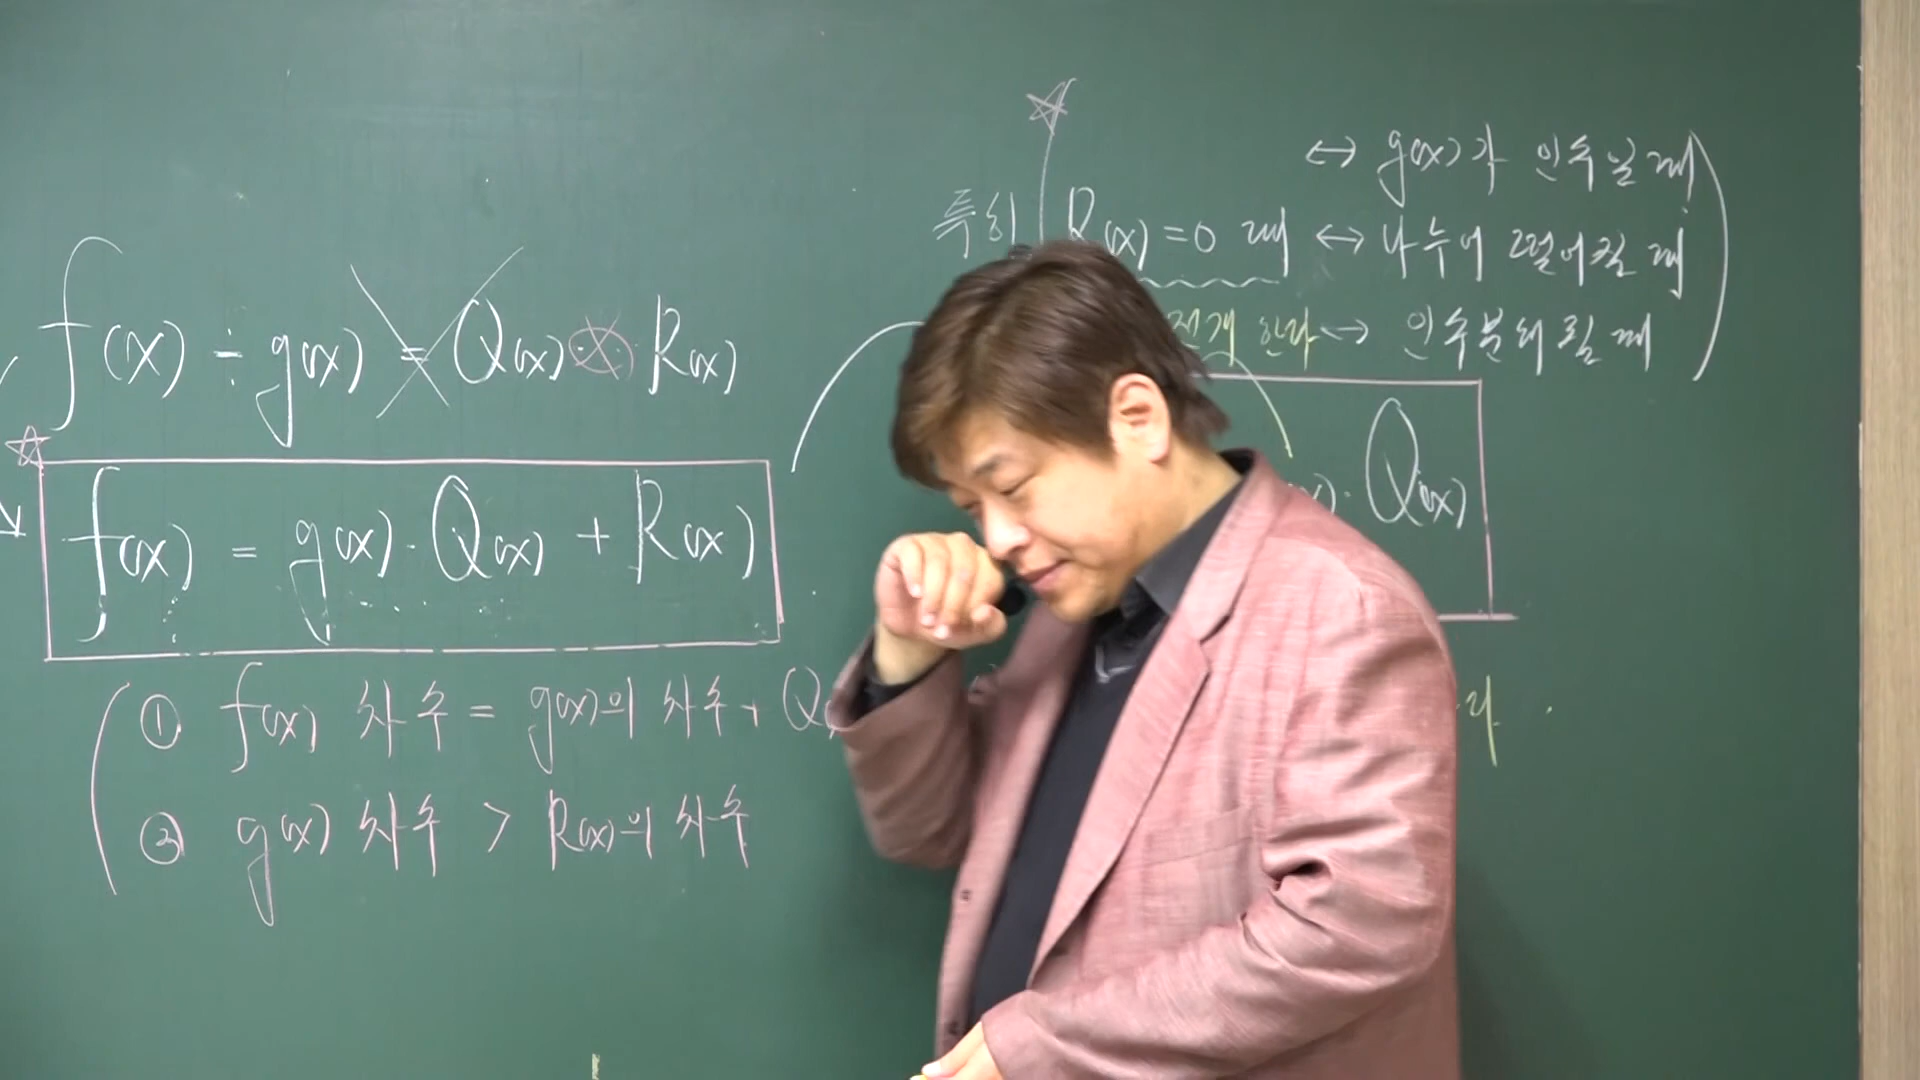 f(x) ÷ g(x) = Q(x) ⋯ R(x)
f(x) = g(x)·Q(x) + R(x)
① f(x) 차수 = g(x)의 차수 + Q
② g(x) 차수 > R(x)의 차수
↔ g(x)가 인수일 때
특히 R(x)=0 때 ↔ 나누어 떨어질 때
전개 한다 ↔ 인수분해 될 때
(x)·Q(x)